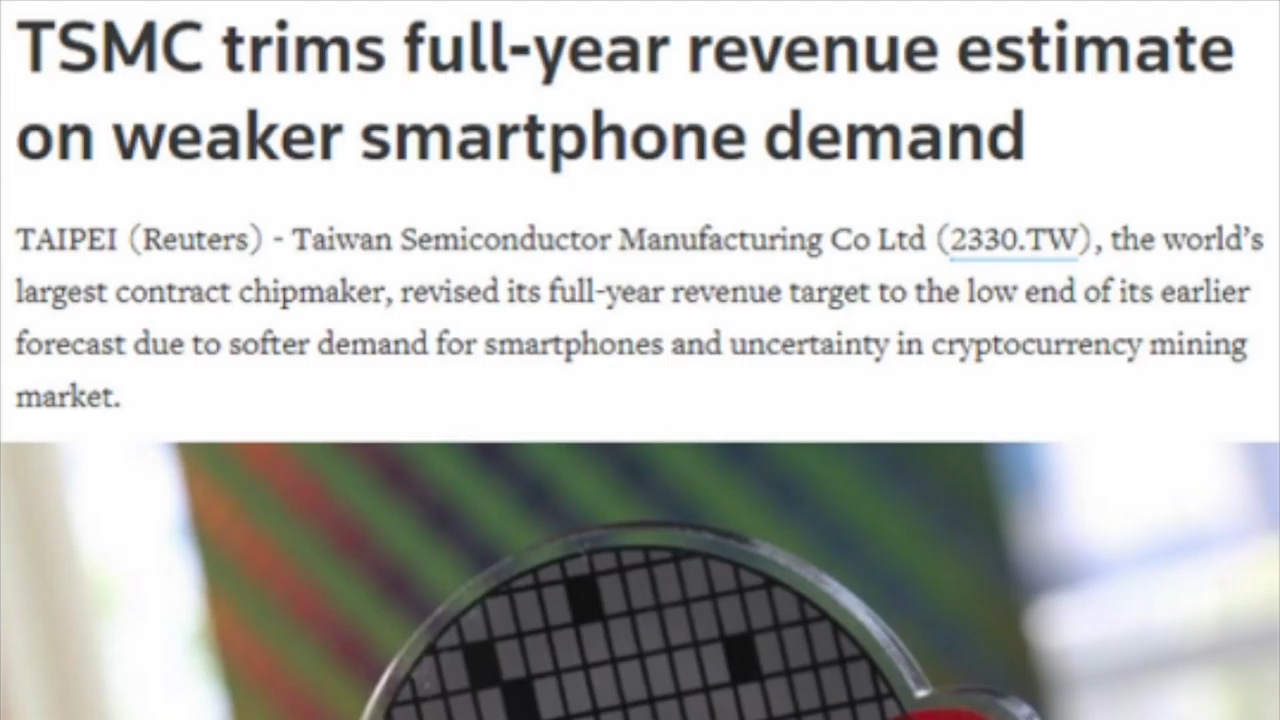 TSMC trims full-year revenue estimate
on weaker smartphone demand
TAIPEI (Reuters) - Taiwan Semiconductor Manufacturing Co Ltd (2330.TW), the world’s
largest contract chipmaker, revised its full-year revenue target to the low end of its earlier
forecast due to softer demand for smartphones and uncertainty in cryptocurrency mining
market.